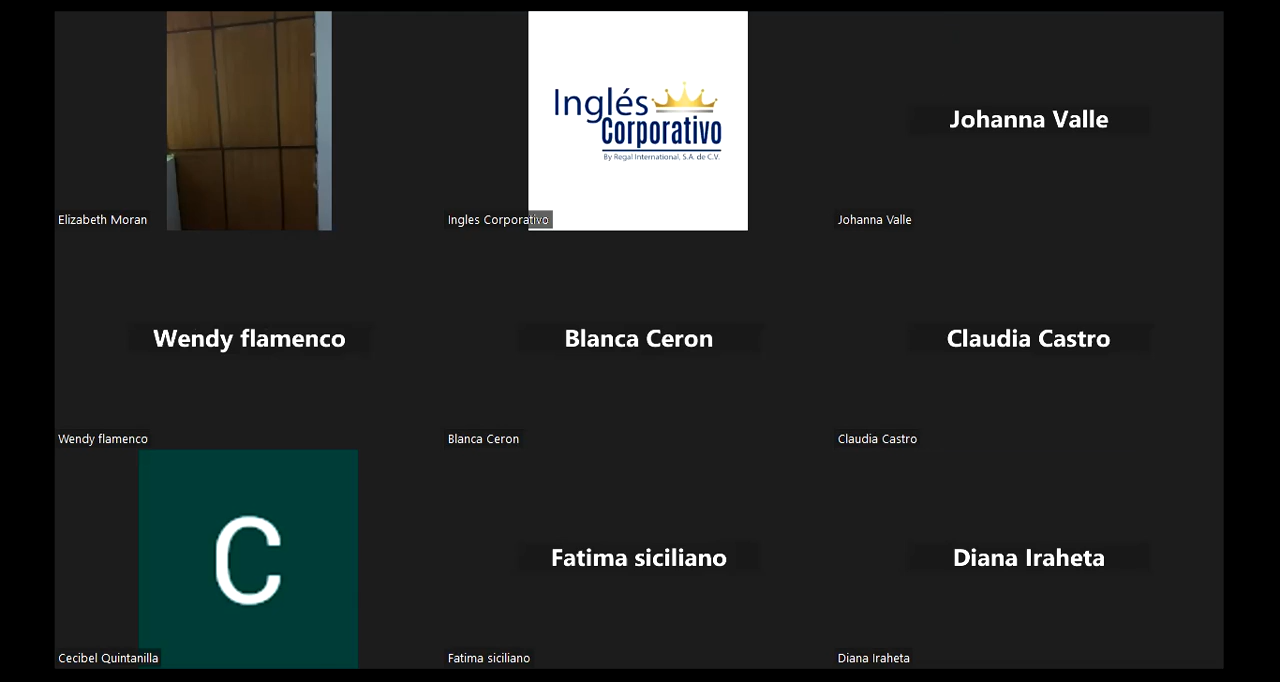 Elizabeth Moran
Inglés
Corporativo
By Regal International, S.A. de C.V.
Ingles Corporativo
Johanna Valle
Johanna Valle
Wendy flamenco
Wendy flamenco
Blanca Ceron
Blanca Ceron
Claudia Castro
Claudia Castro
C
Cecibel Quintanilla
Fatima siciliano
Fatima siciliano
Diana Iraheta
Diana Iraheta